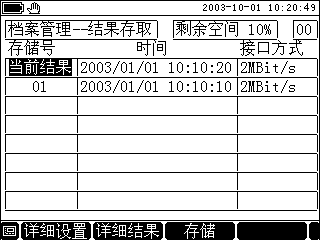 2003-10-01 10:20:49
档案管理--结果存取 剩余空间 10% 00
存储号 时间 接口方式
当前结果 2003/01/01 10:10:20 2MBit/s
01 2003/01/01 10:10:10 2MBit/s
详细设置 详细结果 存储